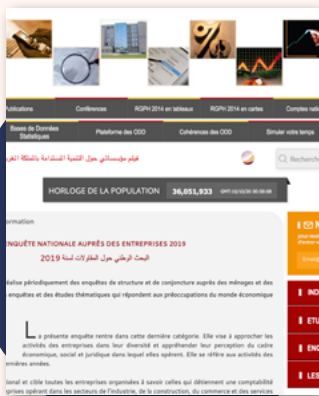 Publications Conférences RGPH 2014 en tableaux RGPH 2014 en cartes Comptes nati
Bases de Données Statistiques Plateforme des ODD Cohérences des ODD Simuler votre temps
فيلم مؤسساتي حول التنمية المستدامة بالمملكة المغر
Recherche
HORLOGE DE LA POPULATION 36,051,933
ormation
ENQUÊTE NATIONALE AUPRÈS DES ENTREPRISES 2019
البحث الوطني حول المقاولات لسنة 2019
éalise périodiquement des enquêtes de structure et de conjoncture auprès des ménages et des
enquêtes et des études thématiques qui répondent aux préoccupations du monde économique
La présente enquête rentre dans cette dernière catégorie. Elle vise à approcher les
activités des entreprises dans leur diversité et appréhender leur perception du cadre
économique, social et juridique dans lequel elles opèrent. Elle se réfère aux activités des
ernières années.
ional et cible toutes les entreprises organisées à savoir celles qui détiennent une comptabilité
prises opérant dans les secteurs de l'industrie, de la construction, du commerce et des services
IND
ETU
ENQ
LES